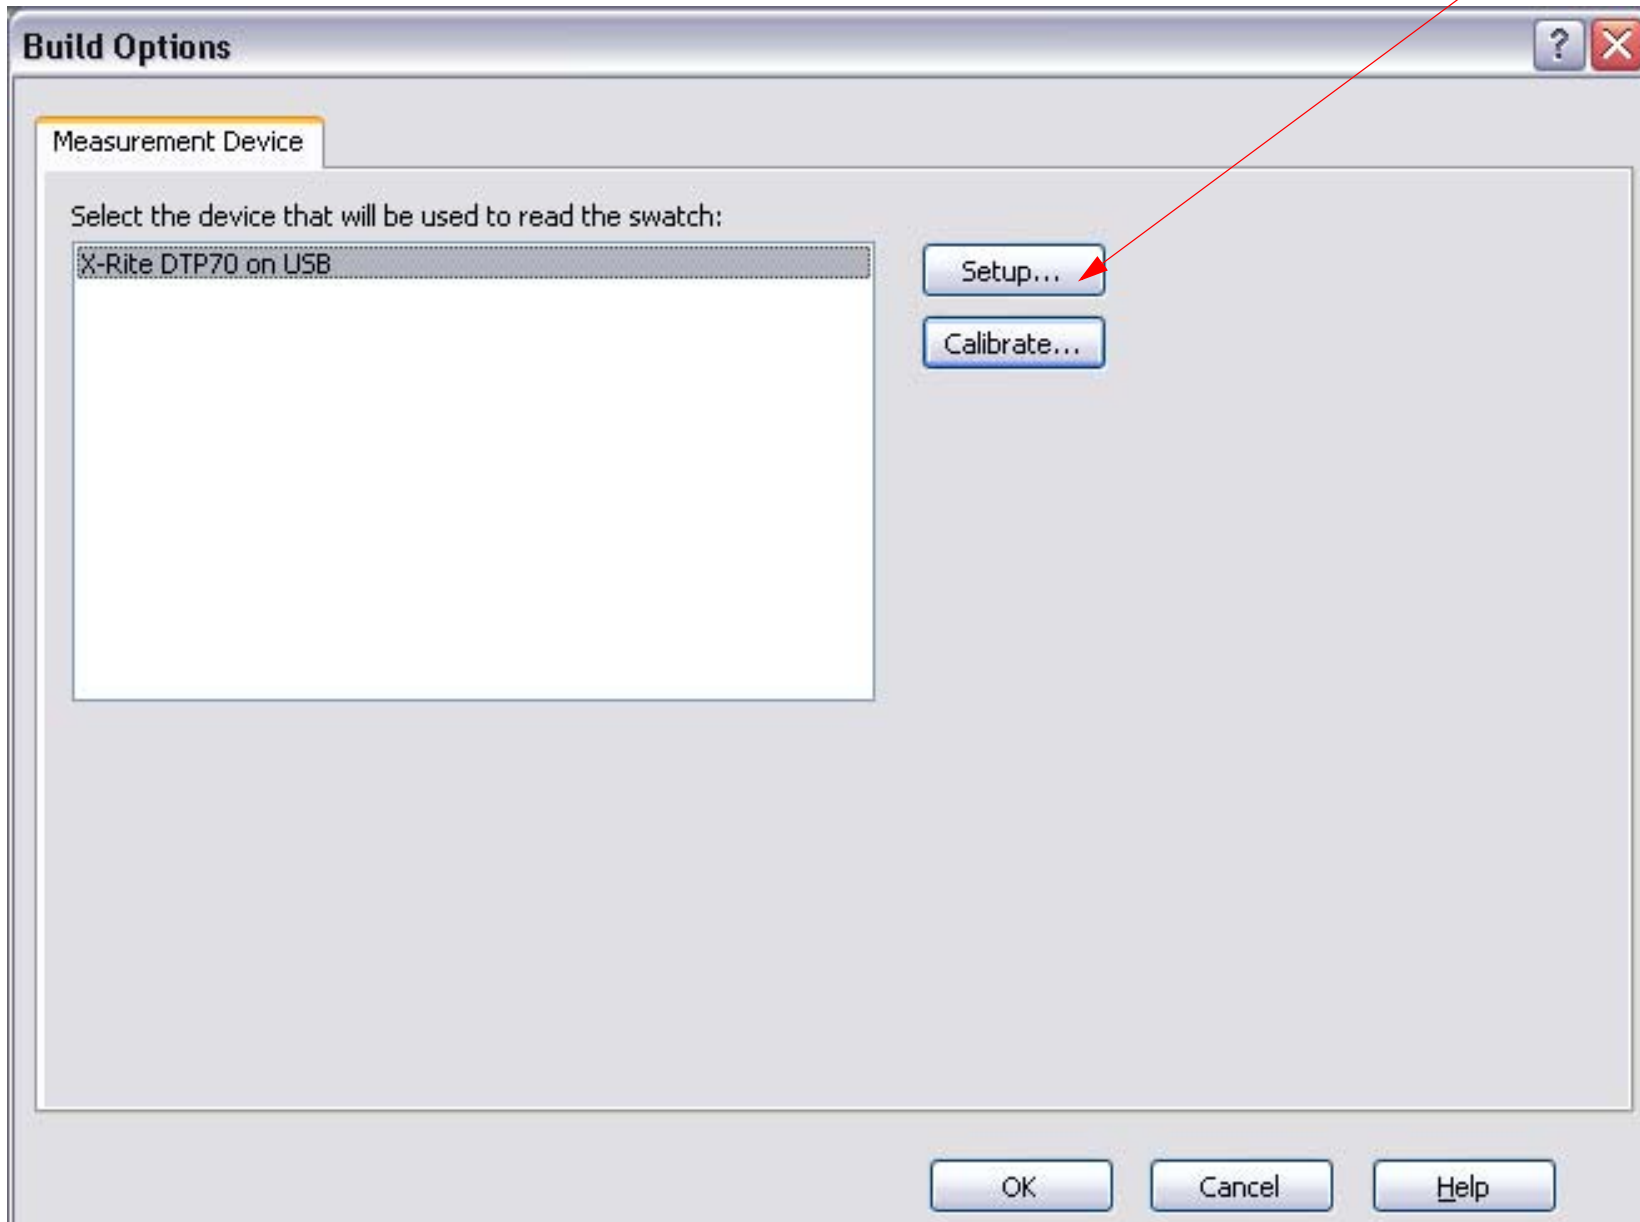 Build Options
?
Measurement Device
Select the device that will be used to read the swatch:
X-Rite DTP70 on USB
Setup...
Calibrate...
OK Cancel Help